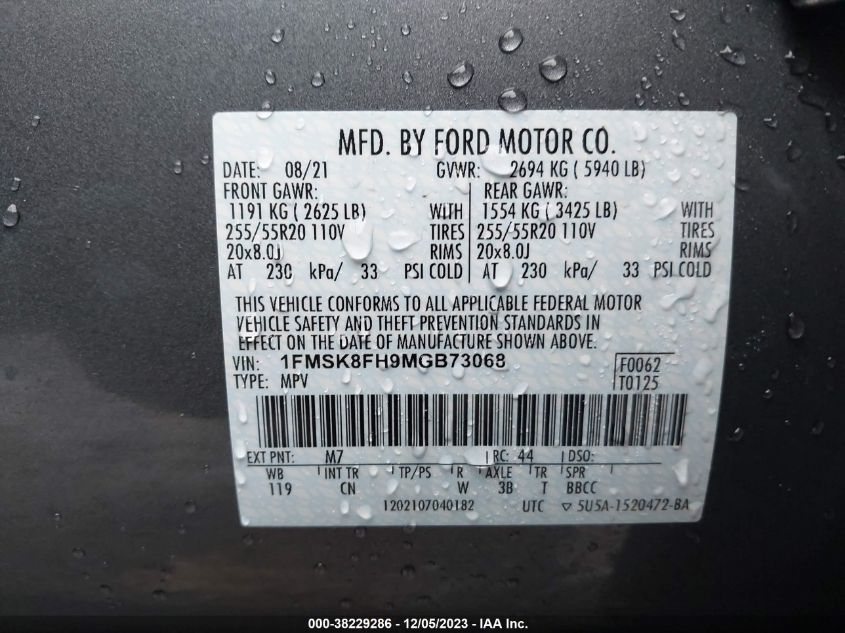 MFD. BY FORD MOTOR CO.
DATE: 08/21 GVWR: 2694 KG ( 5940 LB)
FRONT GAWR: REAR GAWR:
1191 KG ( 2625 LB) WITH 1554 KG ( 3425 LB) WITH
255/55R20 110V TIRES 255/55R20 110V TIRES
20x8.0J RIMS 20x8.0J RIMS
AT 230 kPa/ 33 PSI COLD AT 230 kPa/ 33 PSI COLD
THIS VEHICLE CONFORMS TO ALL APPLICABLE FEDERAL MOTOR
VEHICLE SAFETY AND THEFT PREVENTION STANDARDS IN
EFFECT ON THE DATE OF MANUFACTURE SHOWN ABOVE.
VIN: 1FMSK8FH9MGB73068 F0062
TYPE: MPV T0125
EXT PNT: M7 RC: 44 DSO:
WB INT TR TP/PS R AXLE TR SPR
119 CN W 3B T BBCC
1202107040182 UTC ▽ 5U5A-1520472-BA
000-38229286 - 12/05/2023 - IAA Inc.